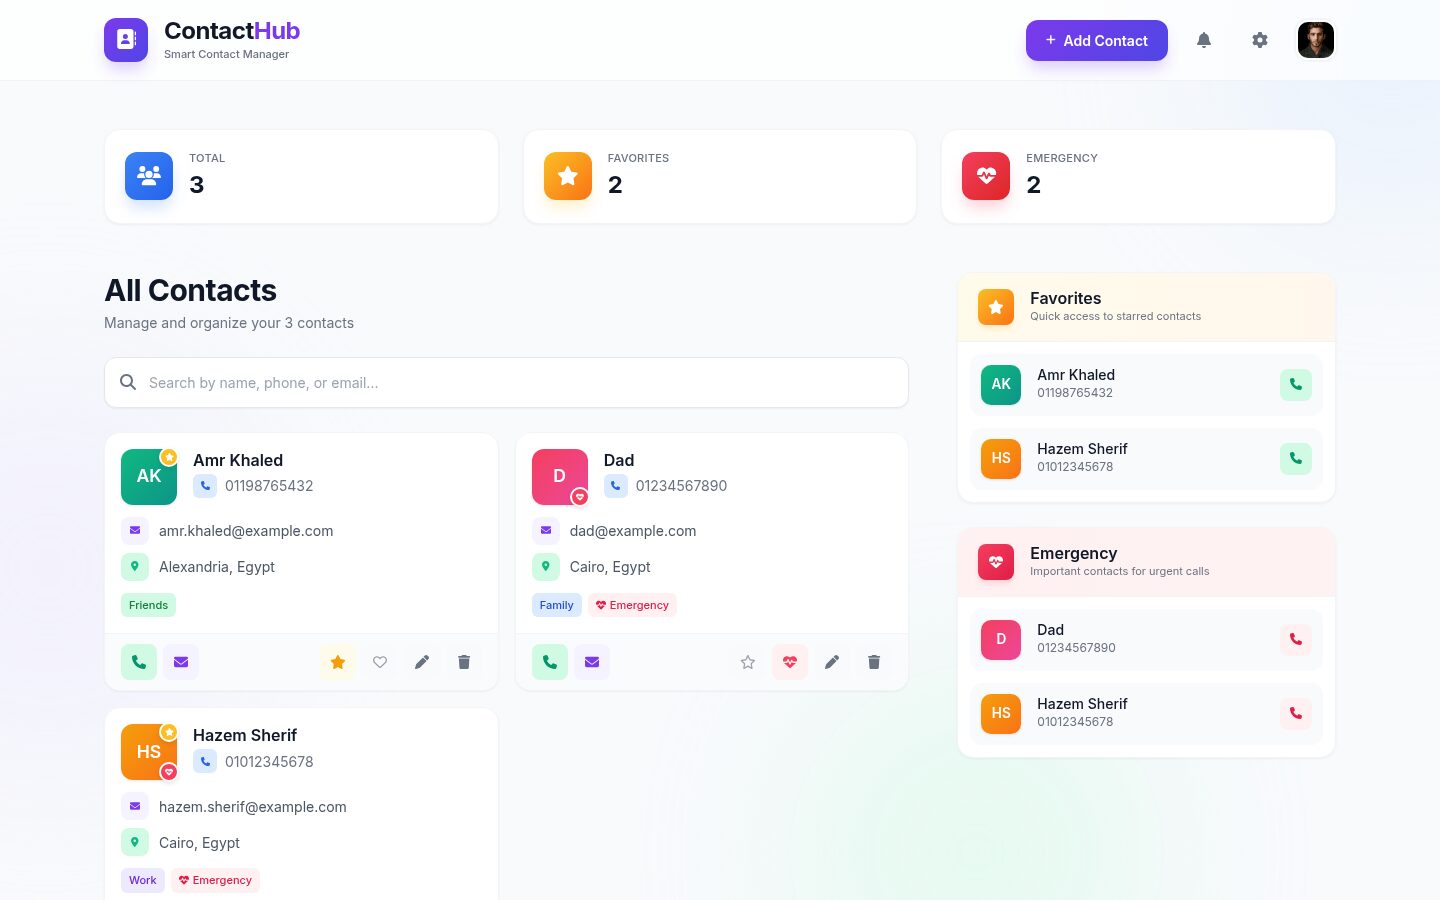 ContactHub
Smart Contact Manager
+ Add Contact
TOTAL
3
FAVORITES
2
EMERGENCY
2
All Contacts
Manage and organize your 3 contacts
Search by name, phone, or email...
AK
Amr Khaled
01198765432
amr.khaled@example.com
Alexandria, Egypt
Friends
D
Dad
01234567890
dad@example.com
Cairo, Egypt
Family
Emergency
HS
Hazem Sherif
01012345678
hazem.sherif@example.com
Cairo, Egypt
Work
Emergency
Favorites
Quick access to starred contacts
AK
Amr Khaled
01198765432
HS
Hazem Sherif
01012345678
Emergency
Important contacts for urgent calls
D
Dad
01234567890
HS
Hazem Sherif
01012345678